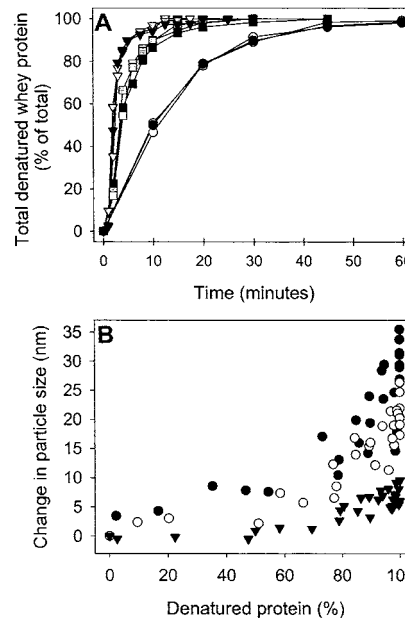 A
Total denatured whey protein
(% of total)
100
80
60
40
20
0
0 10 20 30 40 50 60
Time (minutes)
B
Change in particle size (nm)
35
30
25
20
15
10
5
0
0 20 40 60 80 100
Denatured protein (%)